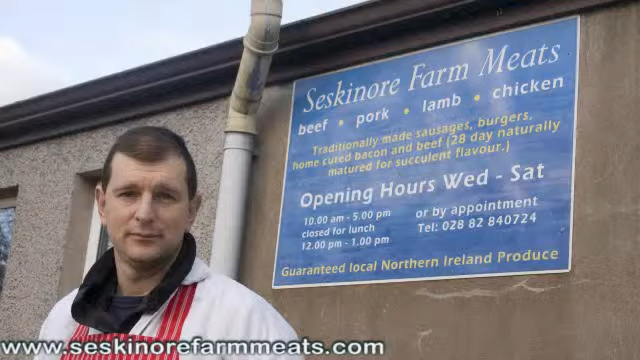 Seskinore Farm Meats
beef • pork • lamb • chicken
Traditionally made sausages, burgers,
home cured bacon and beef (28 day naturally
matured for succulent flavour.)
Opening Hours Wed - Sat
10.00 am - 5.00 pm
closed for lunch
12.00 pm - 1.00 pm
or by appointment
Tel: 028 82 840724
Guaranteed local Northern Ireland Produce
www.seskinorefarmmeats.com